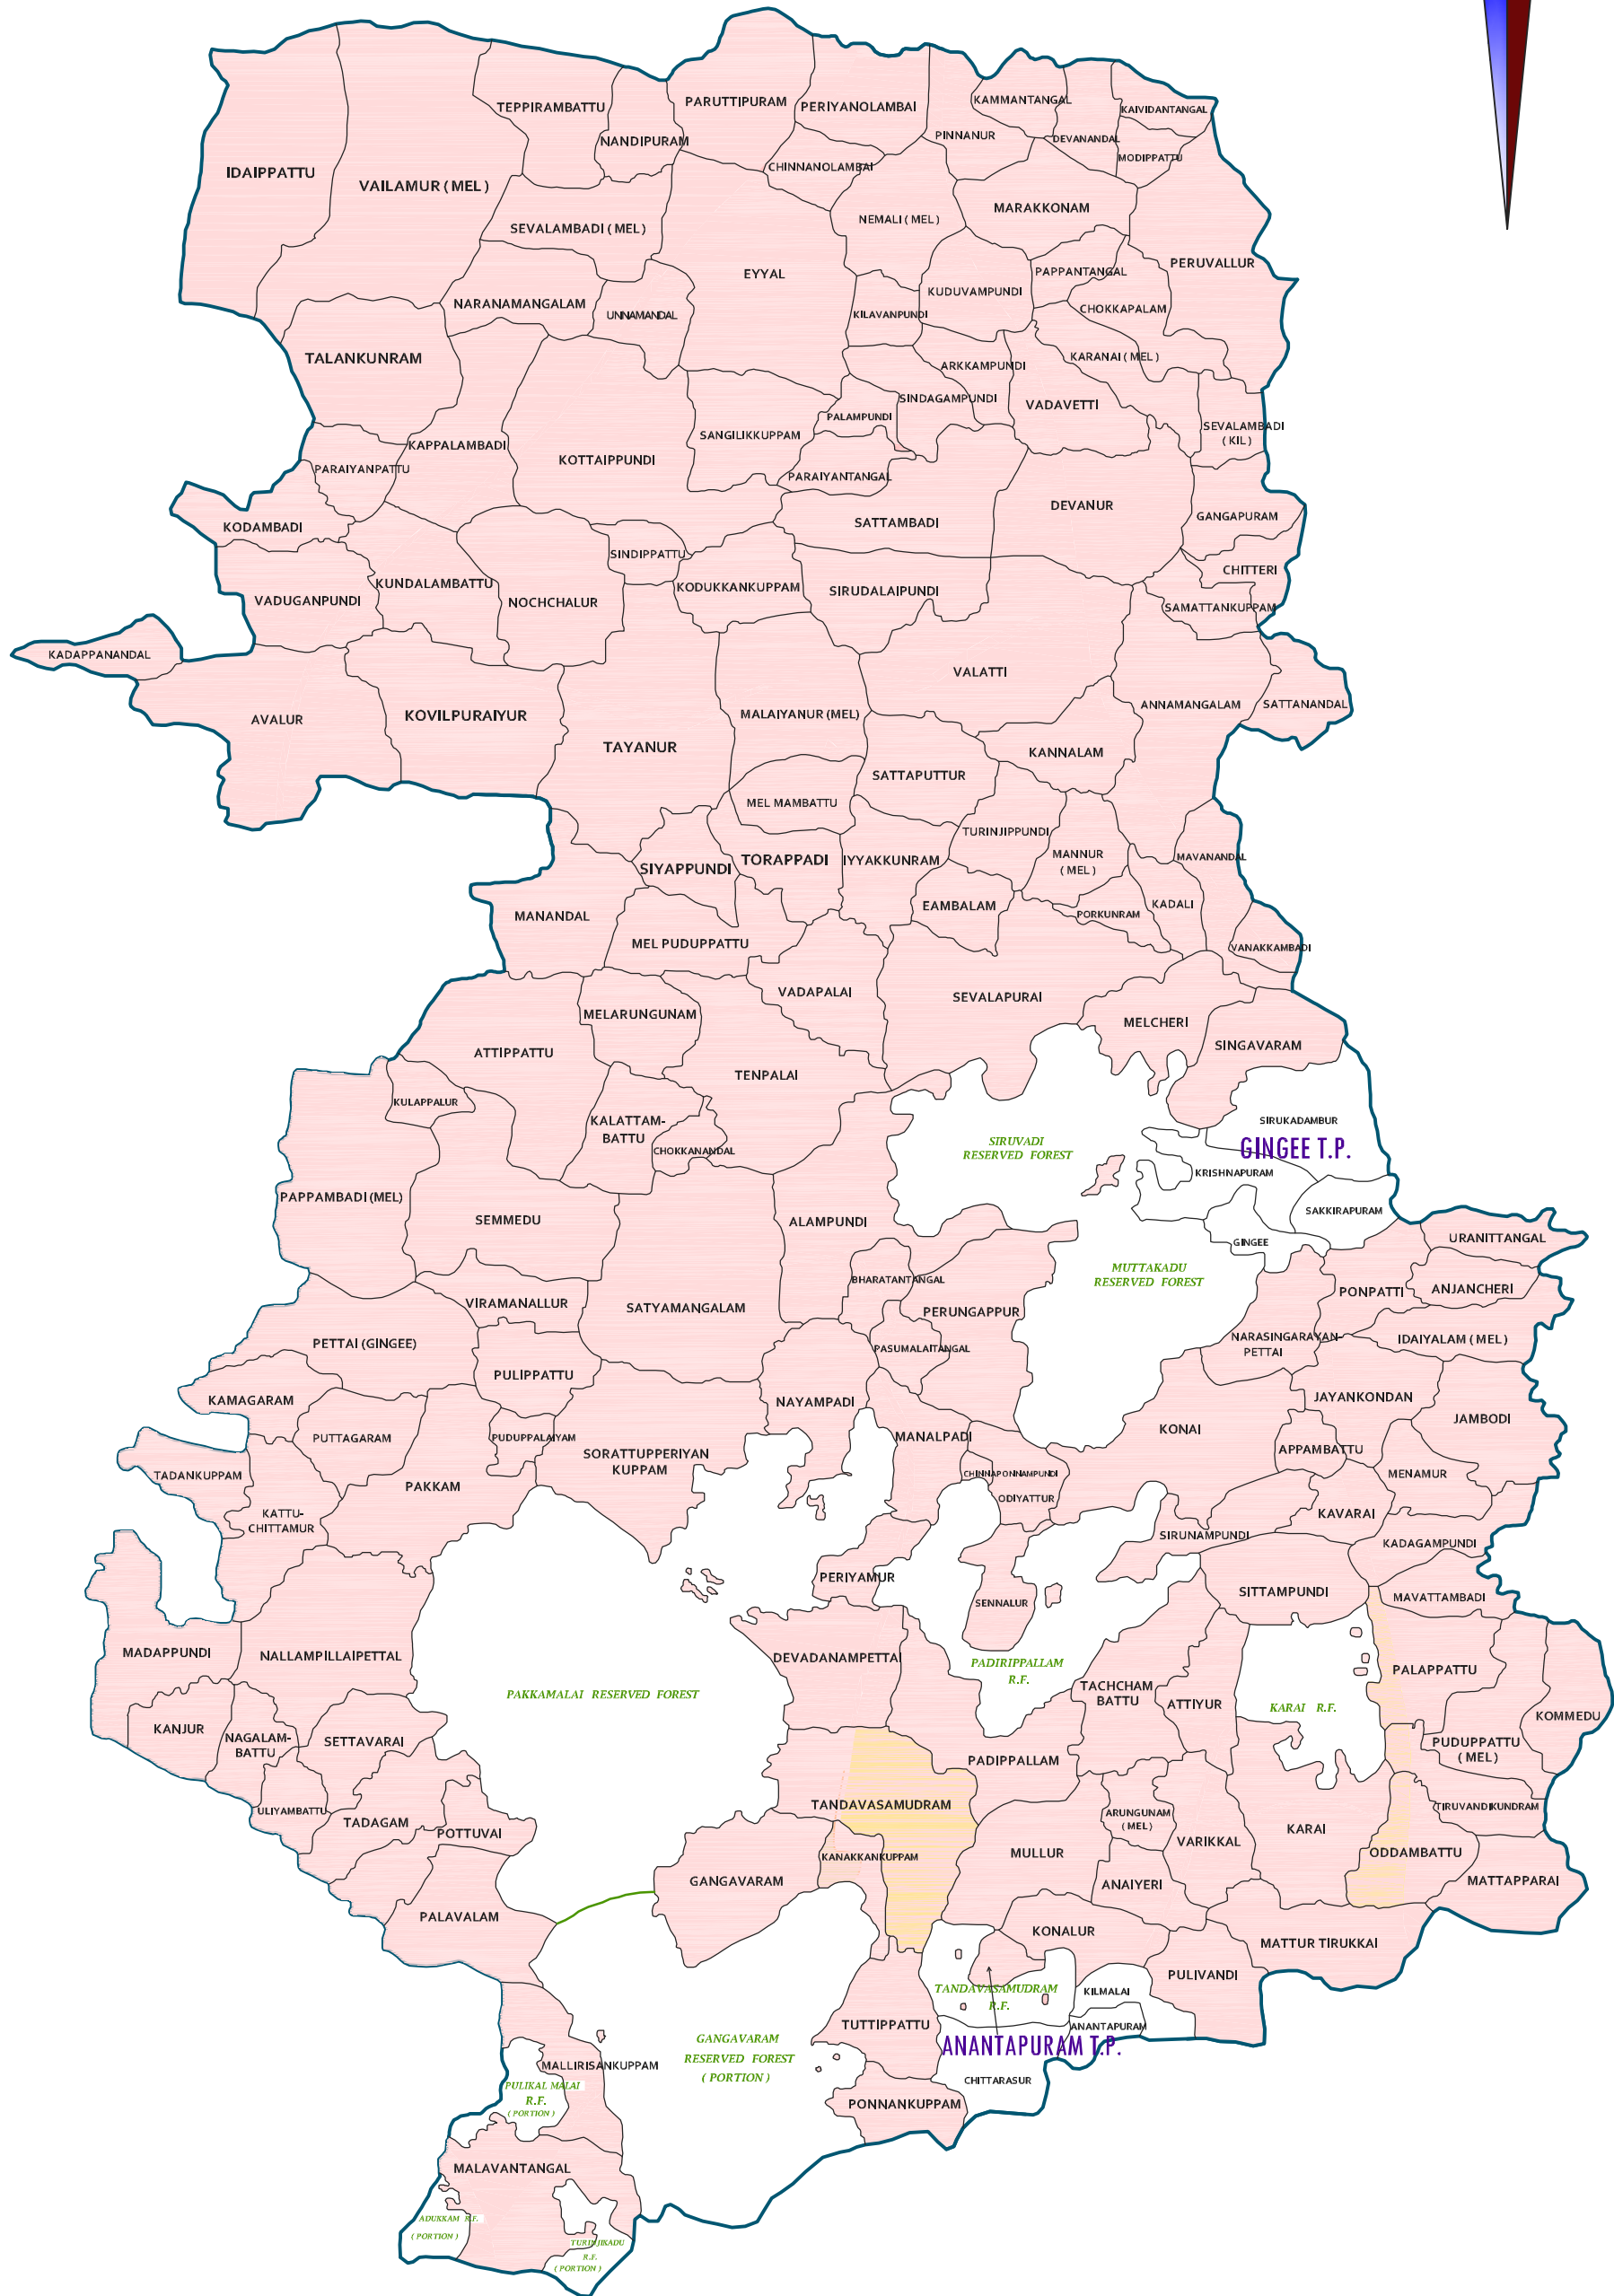 TEPPIRAMBATTU
PARUTTIPURAM
PERIYANOLAMBAI
KAMMANTANGAL
KAIVIDANTANGAL
NANDIPURAM
PINNANUR
DEVANANDAL
MODIPPATTU
IDAIPPATTU
VAILAMUR ( MEL )
CHINNANOLAMBAI
MARAKKONAM
SEVALAMBADI ( MEL )
NEMALI ( MEL )
EYYAL
PAPPANTANGAL
PERUVALLUR
NARANAMANGALAM
UNNAMANDAL
KILAVANPUNDI
KUDUVAMPUNDI
CHOKKAPALAM
TALANKUNRAM
ARKKAMPUNDI
KARANAI ( MEL )
SINDAGAMPUNDI
VADAVETTI
PALAMPUNDI
SANGILIKKUPPAM
SEVALAMBADI
( KIL )
KAPPALAMBADI
KOTTAIPPUNDI
PARAIYANPATTU
PARAIYANTANGAL
KODAMBADI
SATTAMBADI
DEVANUR
GANGAPURAM
SINDIPPATTU
CHITTERI
VADUGANPUNDI
KUNDALAMBATTU
NOCHCHALUR
KODUKKANKUPPAM
SIRUDALAIPUNDI
SAMATTANKUPPAM
KADAPPANANDAL
VALATTI
AVALUR
KOVILPURAIYUR
TAYANUR
MALAIYANUR (MEL)
ANNAMANGALAM
SATTANANDAL
KANNALAM
SATTAPUTTUR
MEL MAMBATTU
TURINJIPPUNDI
SIYAPPUNDI
TORAPPADI
IYYAKKUNRAM
MANNUR
( MEL )
MAVANANDAL
MANANDAL
EAMBALAM
PORKUNRAM
KADALI
MEL PUDUPPATTU
VANAKKAMBADI
VADAPALAI
SEVALAPURAI
MELARUNGUNAM
MELCHERI
SINGAVARAM
ATTIPPATTU
TENPALAI
KULAPPALUR
KALATTAM-
BATTU
CHOKKANANDAL
SIRUVADI
RESERVED FOREST
SIRUKADAMBUR
GINGEE T.P.
KRISHNAPURAM
PAPPAMBADI (MEL)
SEMMEDU
ALAMPUNDI
SAKKIRAPURAM
GINGEE
URANITTANGAL
BHARATANTANGAL
MUTTAKADU
RESERVED FOREST
PONPATTI
ANJANCHERI
VIRAMANALLUR
SATYAMANGALAM
PERUNGAPPUR
PETTAI (GINGEE)
PASUMALAITANGAL
NARASINGARAYAN-
PETTAI
IDAIYALAM ( MEL )
PULIPPATTU
KAMAGARAM
NAYAMPADI
JAYANKONDAN
PUTTAGARAM
PUDUPPALAIYAM
MANALPADI
KONAI
JAMBODI
SORATTUPPERIYAN
KUPPAM
APPAMBATTU
TADANKUPPAM
PAKKAM
CHINNAPONNAMPUNDI
MENAMUR
KATTU-
CHITTAMUR
ODIYATTUR
KAVARAI
SIRUNAMPUNDI
KADAGAMPUNDI
PERIYAMUR
SITTAMPUNDI
SENNALUR
MAVATTAMBADI
MADAPPUNDI
NALLAMPILLAIPETTAL
DEVADANAMPETTAI
PADIRIPPALLAM
R.F.
PALAPPATTU
PAKKAMALAI RESERVED FOREST
TACHCHAM
BATTU
ATTIYUR
KARAI R.F.
KOMMEDU
KANJUR
NAGALAM-
BATTU
SETTAVARAI
PADIPPALLAM
PUDUPPATTU
( MEL )
ULIYAMBATTU
TADAGAM
TANDAVASAMUDRAM
ARUNGUNAM
( MEL )
TIRUVANDIKUNDRAM
POTTUVAI
VARIKKAL
KARAI
MULLUR
ODDAMBATTU
KANAKKANKUPPAM
GANGAVARAM
ANAIYERI
MATTAPPARAI
PALAVALAM
KONALUR
MATTUR TIRUKKAI
PULIVANDI
TANDAVASAMUDRAM
R.F.
KILMALAI
TUTTIPPATTU
ANANTAPURAM
ANANTAPURAM T.P.
GANGAVARAM
RESERVED FOREST
( PORTION )
MALLIRISANKUPPAM
CHITTARASUR
PULIKAL MALAI
R.F.
( PORTION )
PONNANKUPPAM
MALAVANTANGAL
ADUKKAM R.F.
( PORTION )
TURINJIKADU
R.F.
( PORTION )